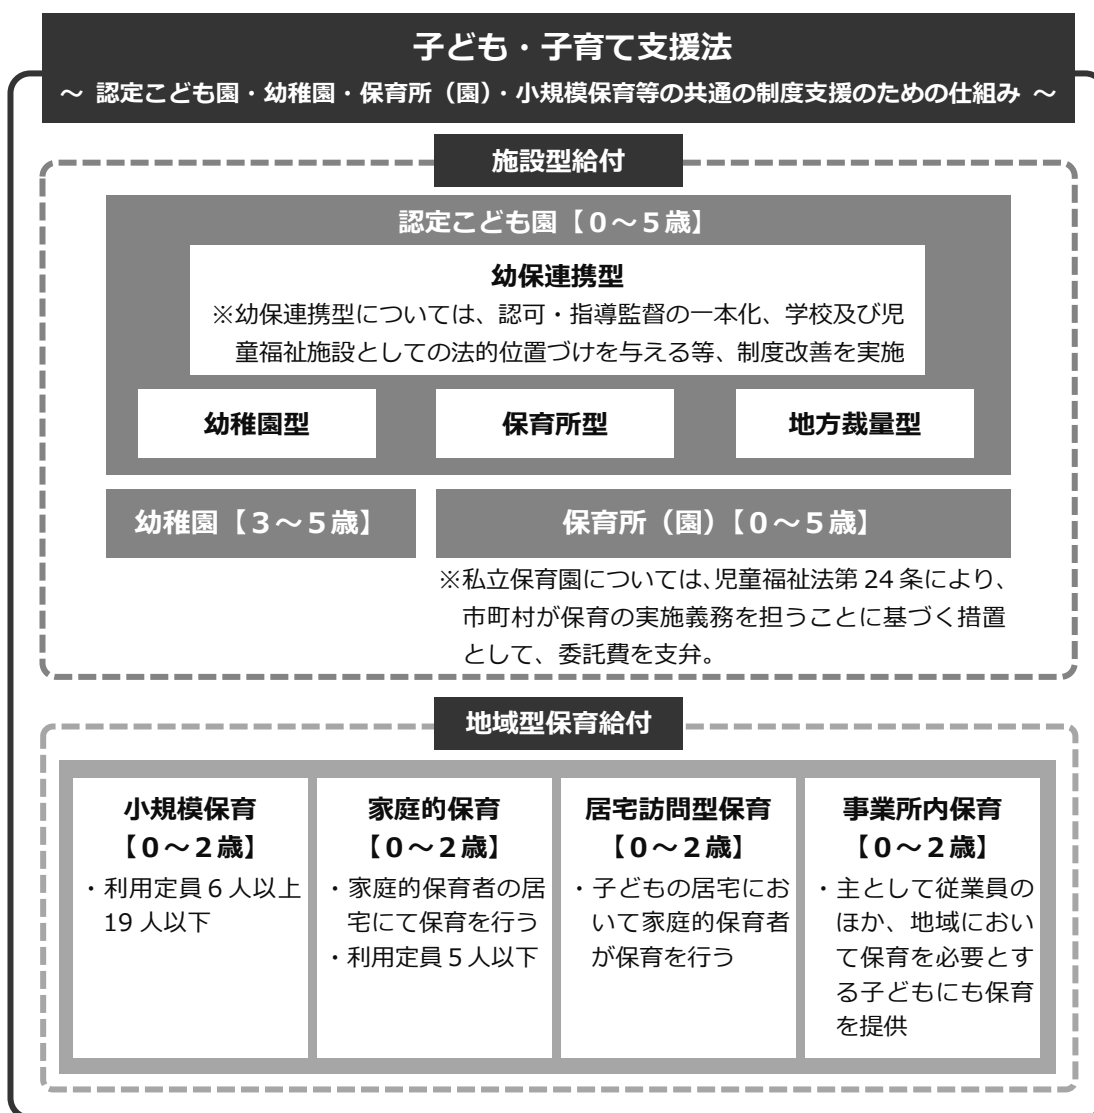 子ども・子育て支援法
～ 認定こども園・幼稚園・保育所（園）・小規模保育等の共通の制度支援のための仕組み ～
施設型給付
認定こども園【０～５歳】
幼保連携型
※幼保連携型については、認可・指導監督の一本化、学校及び児
童福祉施設としての法的位置づけを与える等、制度改善を実施
幼稚園型
保育所型
地方裁量型
幼稚園【３～５歳】
保育所（園）【０～５歳】
※私立保育園については、児童福祉法第 24 条により、
市町村が保育の実施義務を担うことに基づく措置
として、委託費を支弁。
地域型保育給付
小規模保育
【０～２歳】
・利用定員６人以上
19 人以下
家庭的保育
【０～２歳】
・家庭的保育者の居
宅にて保育を行う
・利用定員５人以下
居宅訪問型保育
【０～２歳】
・子どもの居宅にお
いて家庭的保育者
が保育を行う
事業所内保育
【０～２歳】
・主として従業員の
ほか、地域におい
て保育を必要とす
る子どもにも保育
を提供